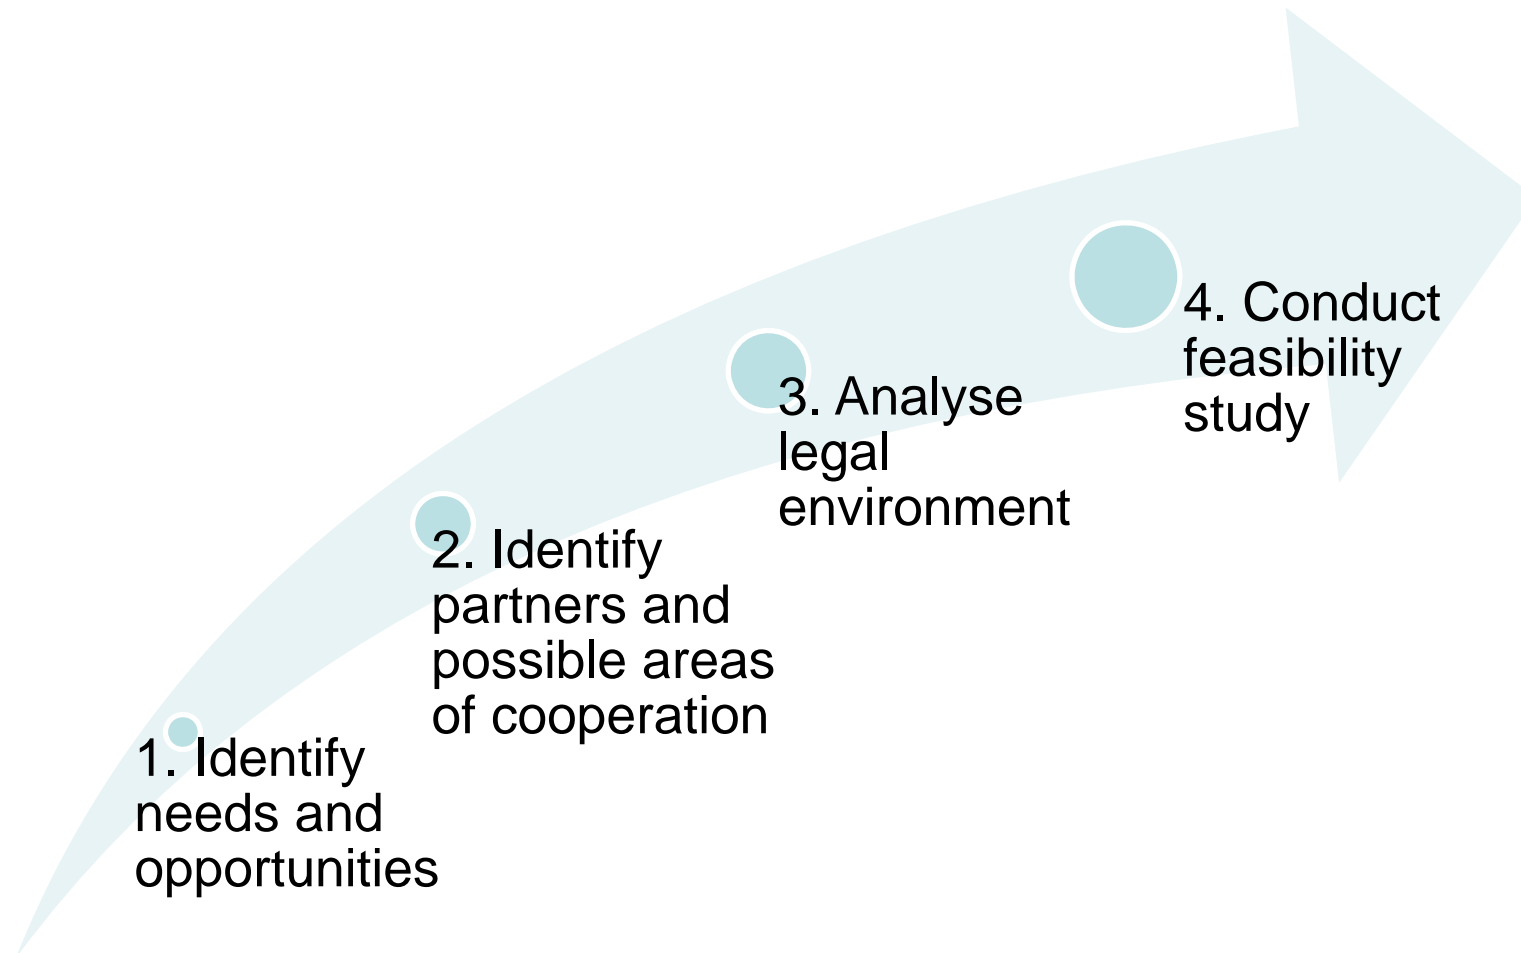 1. Identify
needs and
opportunities
2. Identify
partners and
possible areas
of cooperation
3. Analyse
legal
environment
4. Conduct
feasibility
study